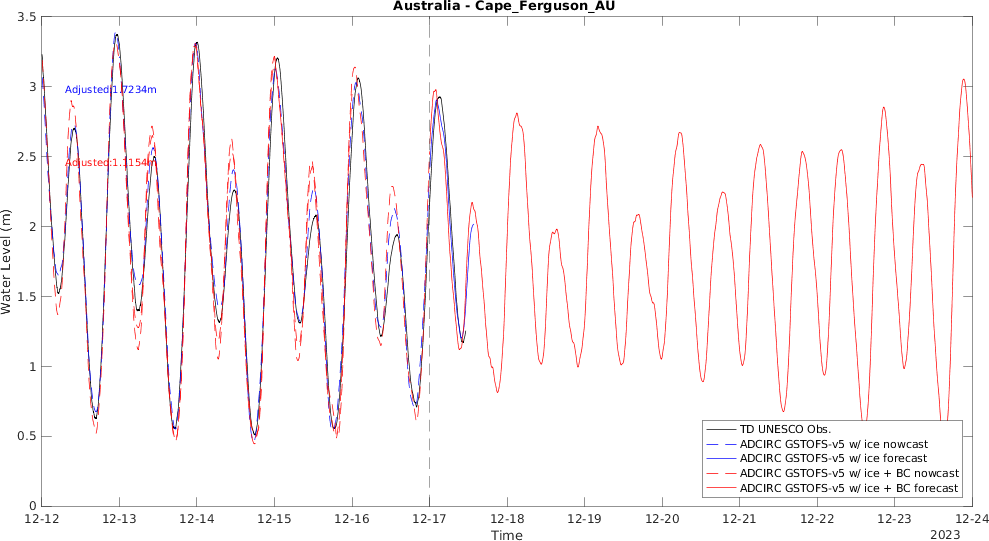 Australia - Cape_Ferguson_AU
3.5
3
2.5
2
1.5
1
0.5
0
Water Level (m)
Adjusted:1.7234m
Adjusted:1.1154m
TD UNESCO Obs.
ADCIRC GSTOFS-v5 w/ ice nowcast
ADCIRC GSTOFS-v5 w/ ice forecast
ADCIRC GSTOFS-v5 w/ ice + BC nowcast
ADCIRC GSTOFS-v5 w/ ice + BC forecast
12-12 12-13 12-14 12-15 12-16 12-17 12-18 12-19 12-20 12-21 12-22 12-23 12-24
Time
2023